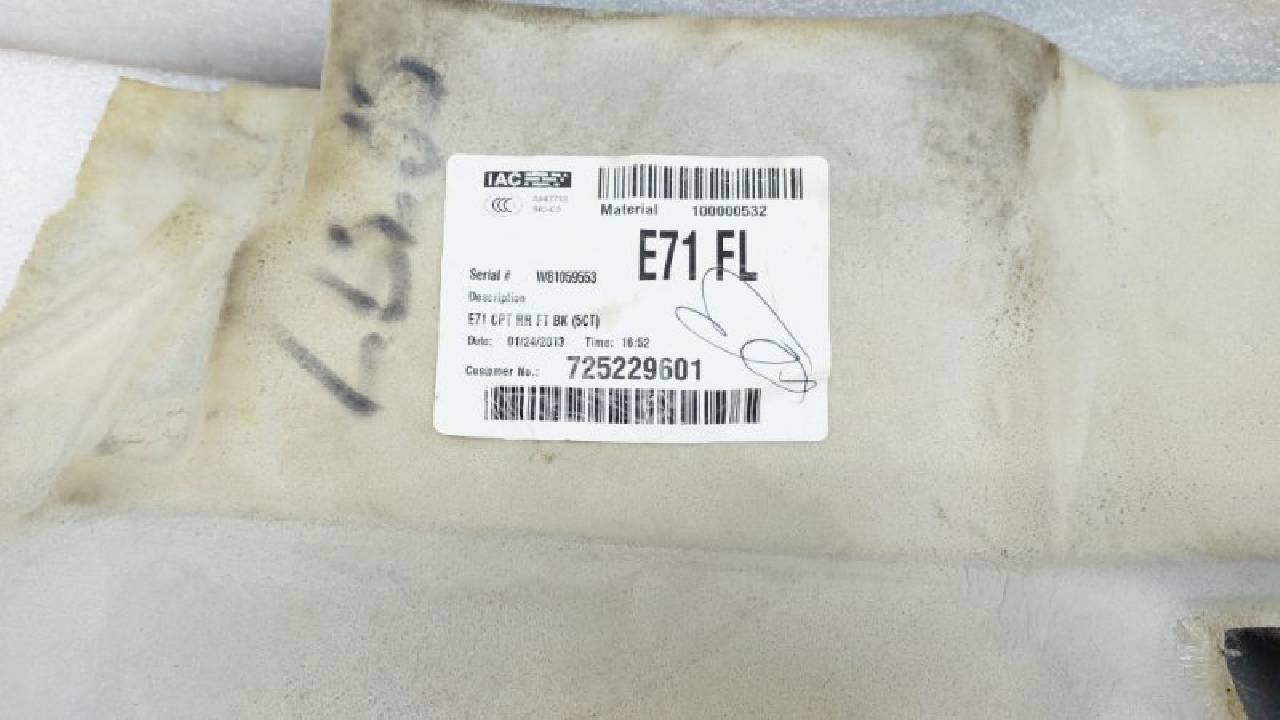 IAC
CCC
Material 100000532
E71 FL
Serial # W81059553
Description
E71 CPT RR FT BK (5CT)
Date: 01/24/2013 Time: 16:52
Customer No.: 725229601